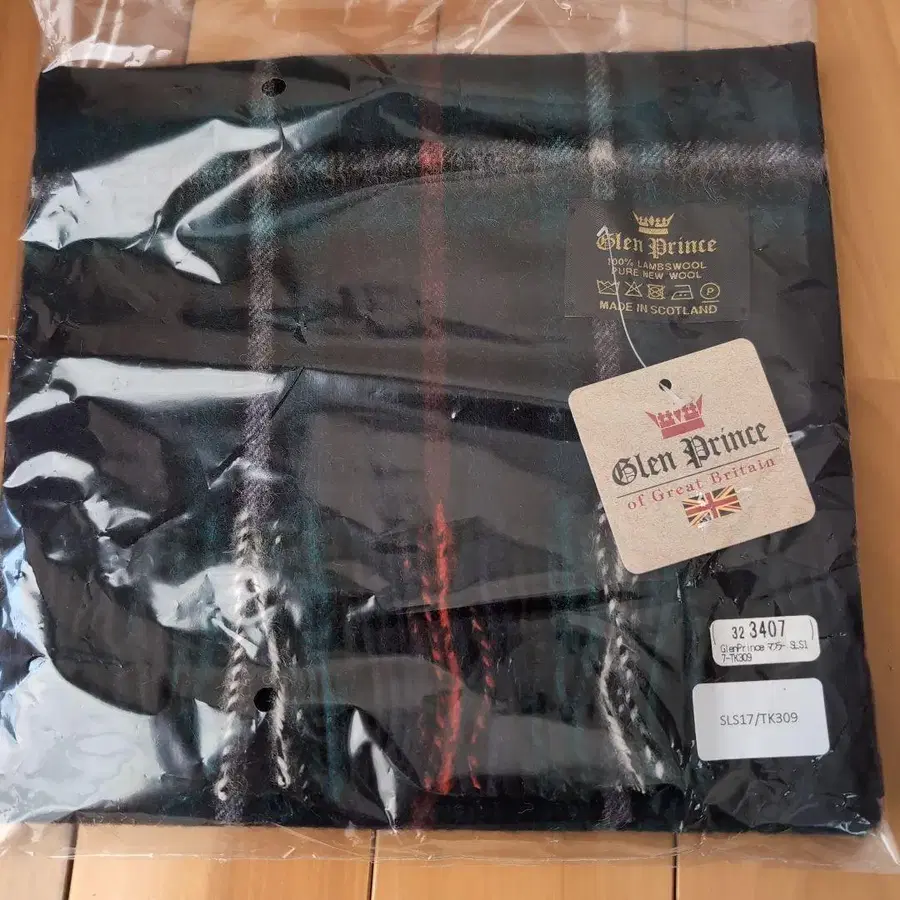 Glen Prince
100% LAMBSWOOL
PURE NEW WOOL
P
MADE IN SCOTLAND
Glen Prince
of Great Britain
32 3407
GlenPrince マフラー SLS1
7-TK309
SLS17/TK309